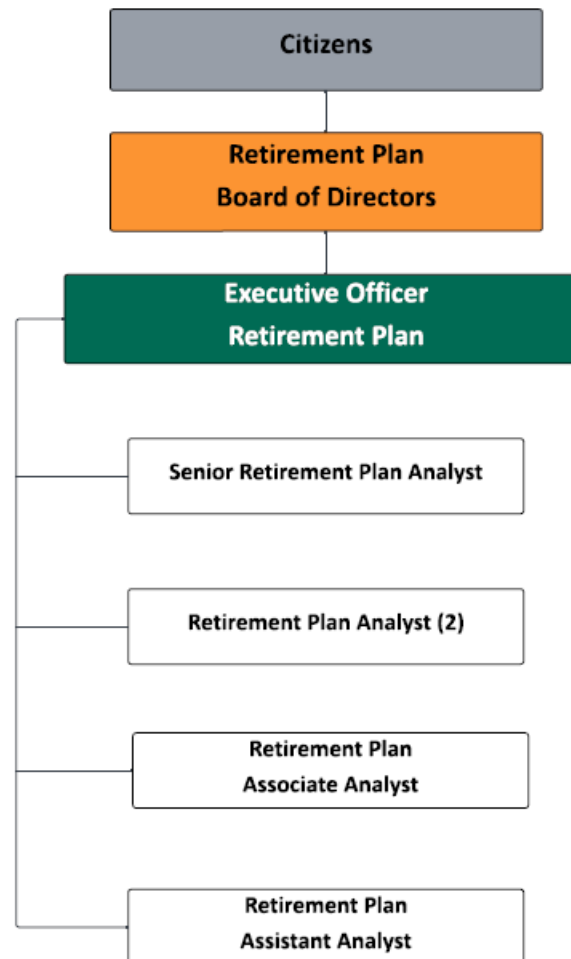 Citizens
Retirement Plan
Board of Directors
Executive Officer
Retirement Plan
Senior Retirement Plan Analyst
Retirement Plan Analyst (2)
Retirement Plan
Associate Analyst
Retirement Plan
Assistant Analyst